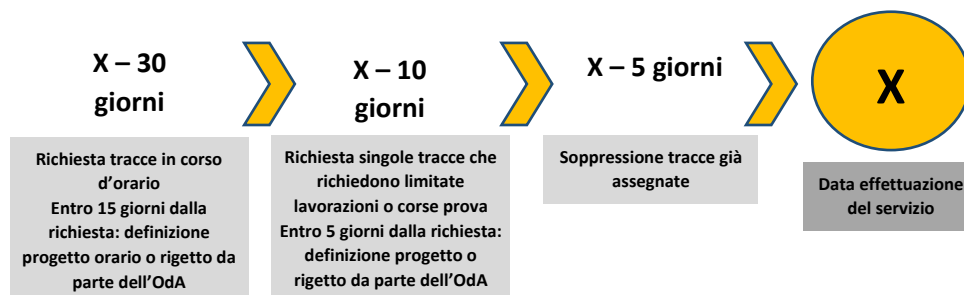 X – 30
giorni
Richiesta tracce in corso
d’orario
Entro 15 giorni dalla
richiesta: definizione
progetto orario o rigetto da
parte dell’OdA
X – 10
giorni
Richiesta singole tracce che
richiedono limitate
lavorazioni o corse prova
Entro 5 giorni dalla richiesta:
definizione progetto o
rigetto da parte dell’OdA
X – 5 giorni
Soppressione tracce già
assegnate
X
Data effettuazione
del servizio